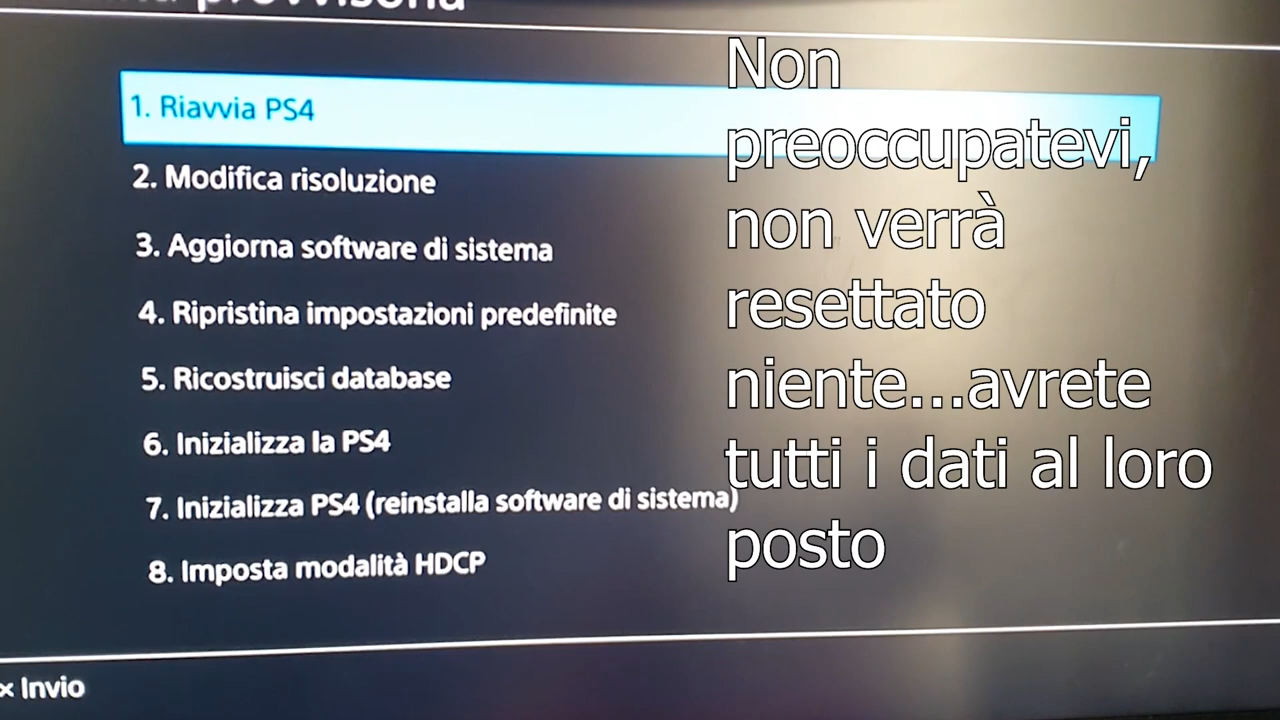 provvisoria
1. Riavvia PS4
2. Modifica risoluzione
3. Aggiorna software di sistema
4. Ripristina impostazioni predefinite
5. Ricostruisci database
6. Inizializza la PS4
7. Inizializza PS4 (reinstalla software di sistema)
8. Imposta modalità HDCP
× Invio
Non
preoccupatevi,
non verrà
resettato
niente...avrete
tutti i dati al loro
posto